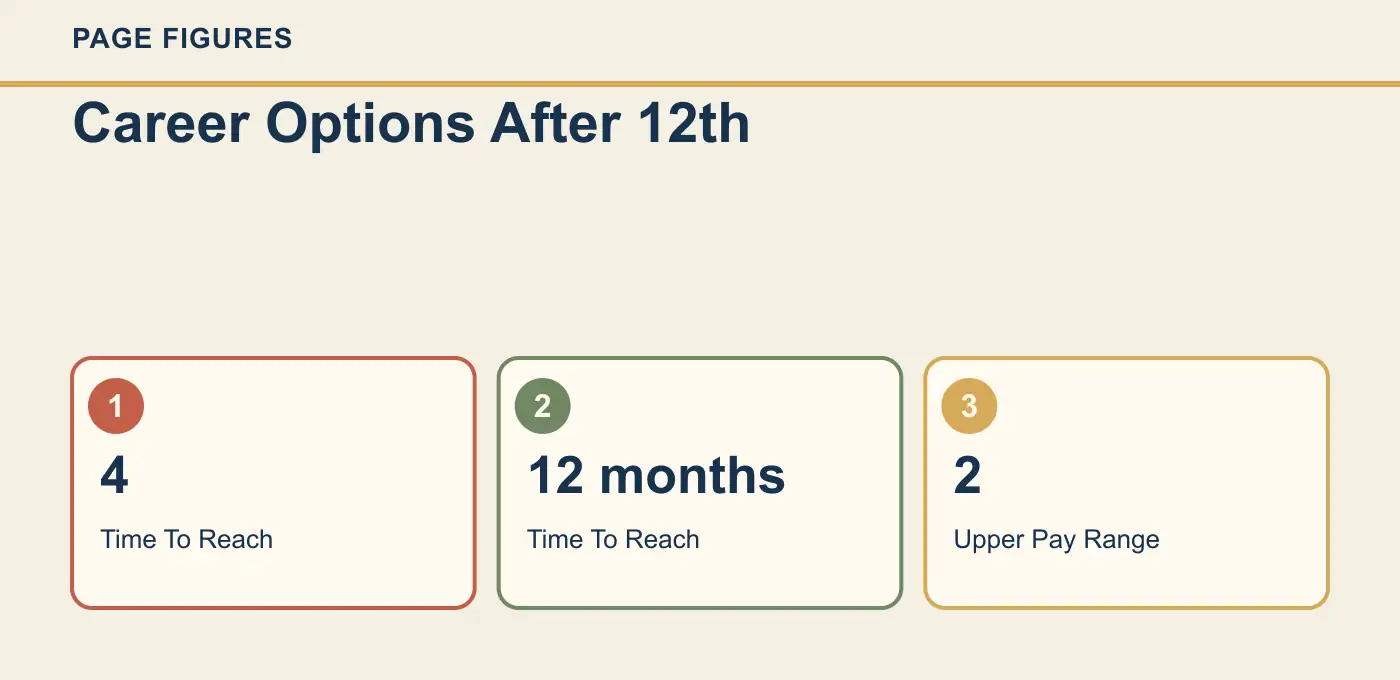 PAGE FIGURES
Career Options After 12th
1
4
Time To Reach
2
12 months
Time To Reach
3
2
Upper Pay Range